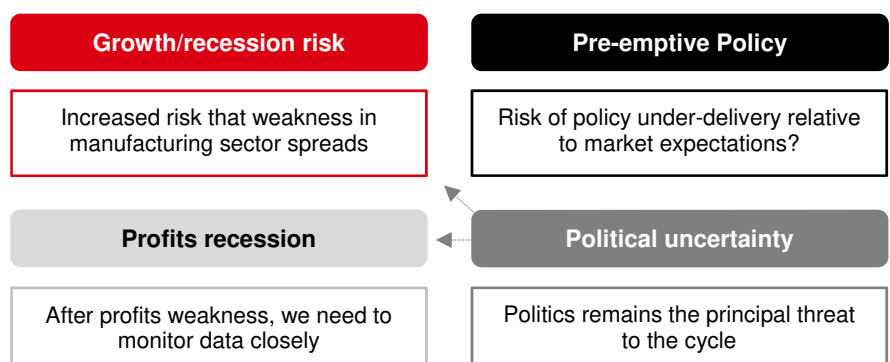 Growth/recession risk
Increased risk that weakness in
manufacturing sector spreads
Pre-emptive Policy
Risk of policy under-delivery relative
to market expectations?
Profits recession
After profits weakness, we need to
monitor data closely
Political uncertainty
Politics remains the principal threat
to the cycle